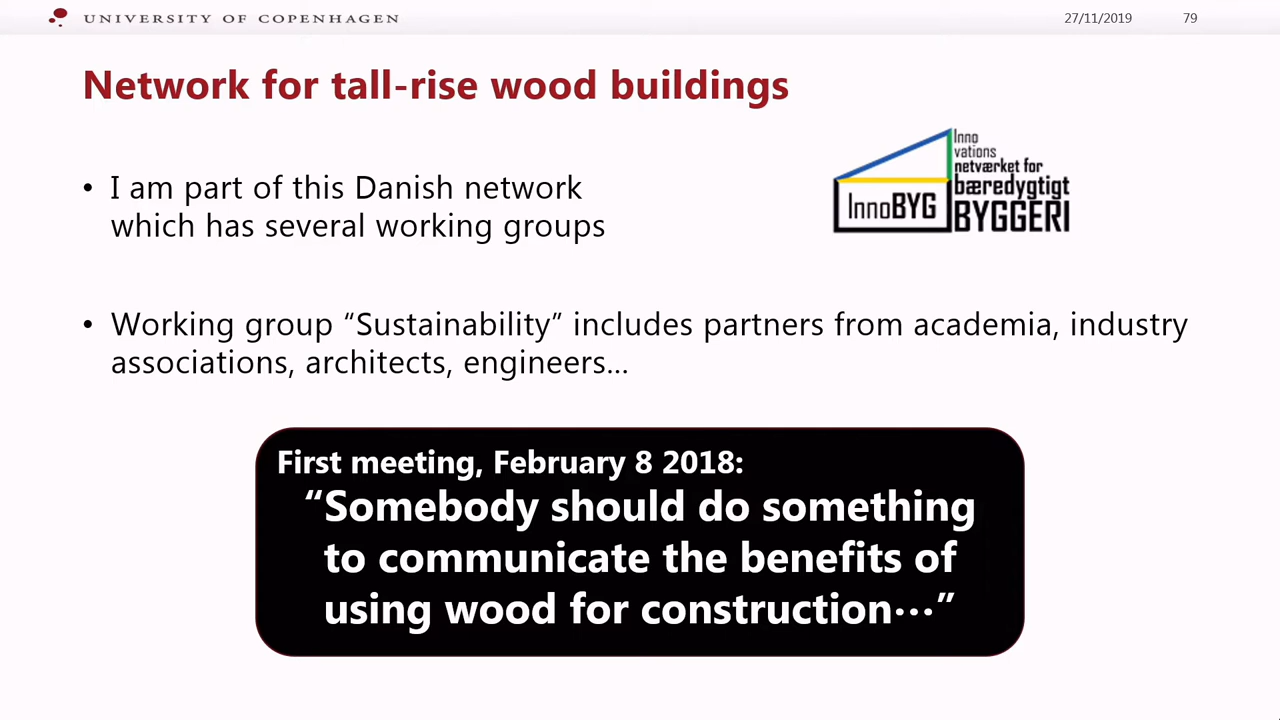 UNIVERSITY OF COPENHAGEN
27/11/2019
79
Network for tall-rise wood buildings
• I am part of this Danish network
which has several working groups
InnoBYG
Inno
vations
netværket for
bæredygtigt
BYGGERI
• Working group “Sustainability” includes partners from academia, industry
associations, architects, engineers...
First meeting, February 8 2018:
“Somebody should do something
to communicate the benefits of
using wood for construction···”